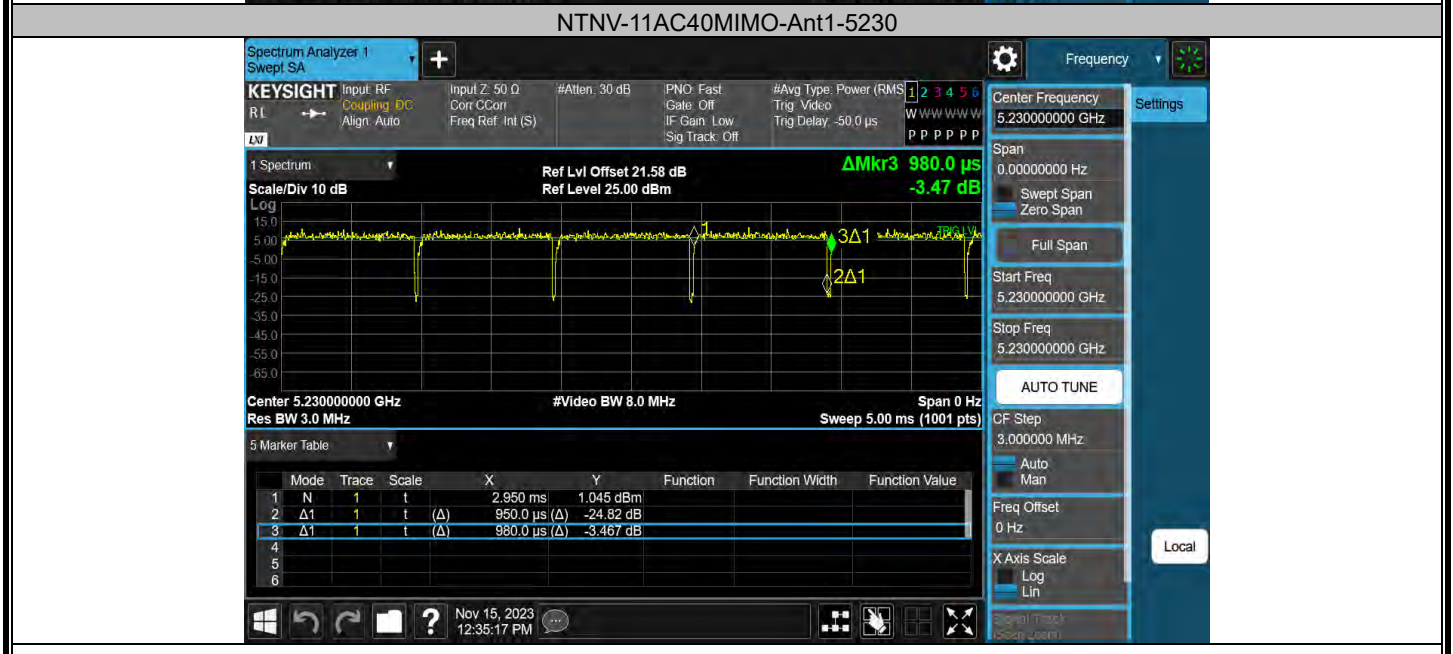 NTNV-11AC40MIMO-Ant1-5230
Spectrum Analyzer 1
Swept SA
+
Frequency
KEYSIGHT
RL
LXI
Input: RF
Coupling: DC
Align: Auto
Input Z: 50 Ω
Corr CCorr
Freq Ref: Int (S)
#Atten: 30 dB
PNO: Fast
Gate: Off
IF Gain: Low
Sig Track: Off
#Avg Type: Power (RMS
Trig: Video
Trig Delay: -50.0 µs
1 2 3 4 5 6
W W W W W W
P P P P P P
1 Spectrum
Scale/Div 10 dB
Ref Lvl Offset 21.58 dB
Ref Level 25.00 dBm
ΔMkr3 980.0 µs
-3.47 dB
Log
15.0
5.00
-5.00
-15.0
-25.0
-35.0
-45.0
-55.0
-65.0
1
3Δ1
2Δ1
TRIG LVL
Center 5.230000000 GHz
Res BW 3.0 MHz
#Video BW 8.0 MHz
Span 0 Hz
Sweep 5.00 ms (1001 pts)
5 Marker Table
Mode Trace Scale X Y Function Function Width Function Value
1 N 1 t 2.950 ms 1.045 dBm
2 Δ1 1 t (Δ) 950.0 µs (Δ) -24.82 dB
3 Δ1 1 t (Δ) 980.0 µs (Δ) -3.467 dB
4
5
6
?
Nov 15, 2023
12:35:17 PM
Center Frequency
5.230000000 GHz
Span
0.00000000 Hz
Swept Span
Zero Span
Full Span
Start Freq
5.230000000 GHz
Stop Freq
5.230000000 GHz
AUTO TUNE
CF Step
3.000000 MHz
Auto
Man
Freq Offset
0 Hz
X Axis Scale
Log
Lin
Settings
Local